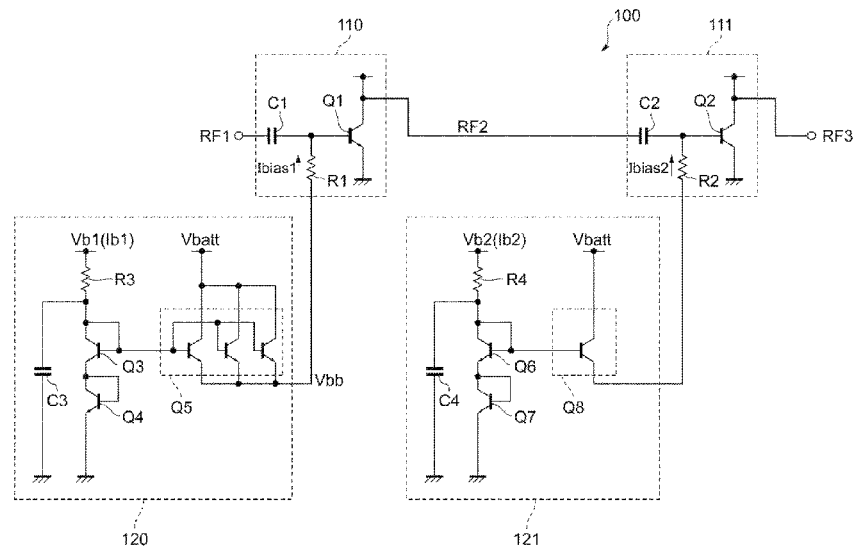 100
110
111
C1
Q1
C2
Q2
RF1
RF2
RF3
Ibias1
R1
Ibias2
R2
Vb1(Ib1)
Vbatt
Vb2(Ib2)
Vbatt
R3
R4
Q3
Q6
Vbb
C3
Q4
Q5
C4
Q7
Q8
120
121